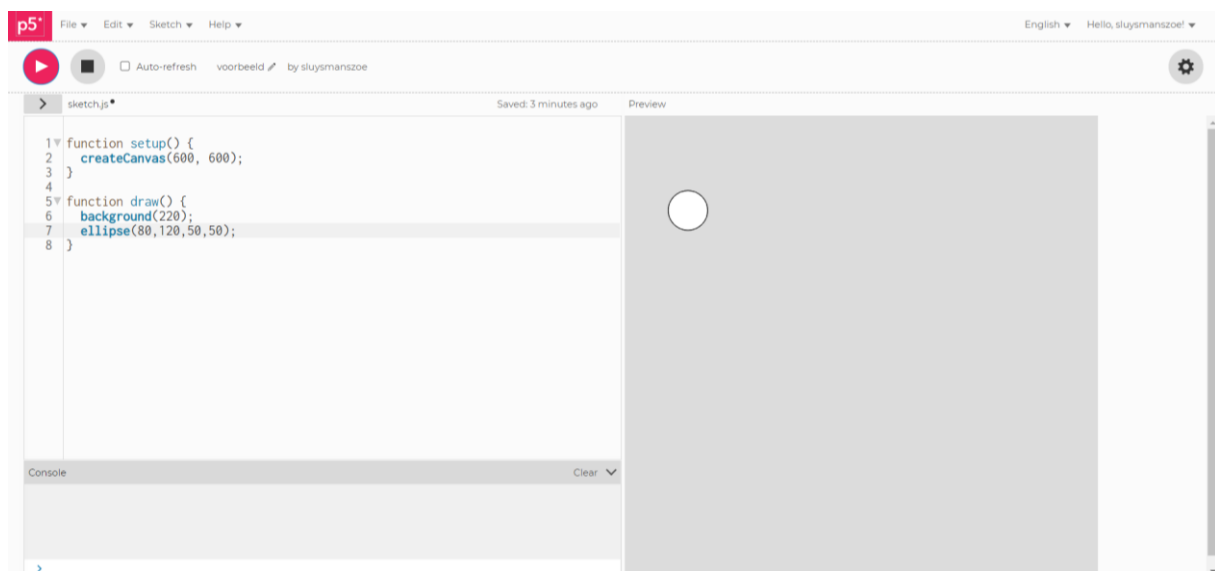 p5* File Edit Sketch Help English Hello, sluysmanszoe!
Auto-refresh voorbeeld by sluysmanszoe
> sketch.js Saved: 3 minutes ago Preview
1 function setup() {
2 createCanvas(600, 600);
3 }
4
5 function draw() {
6 background(220);
7 ellipse(80,120,50,50);
8 }
Console Clear
>